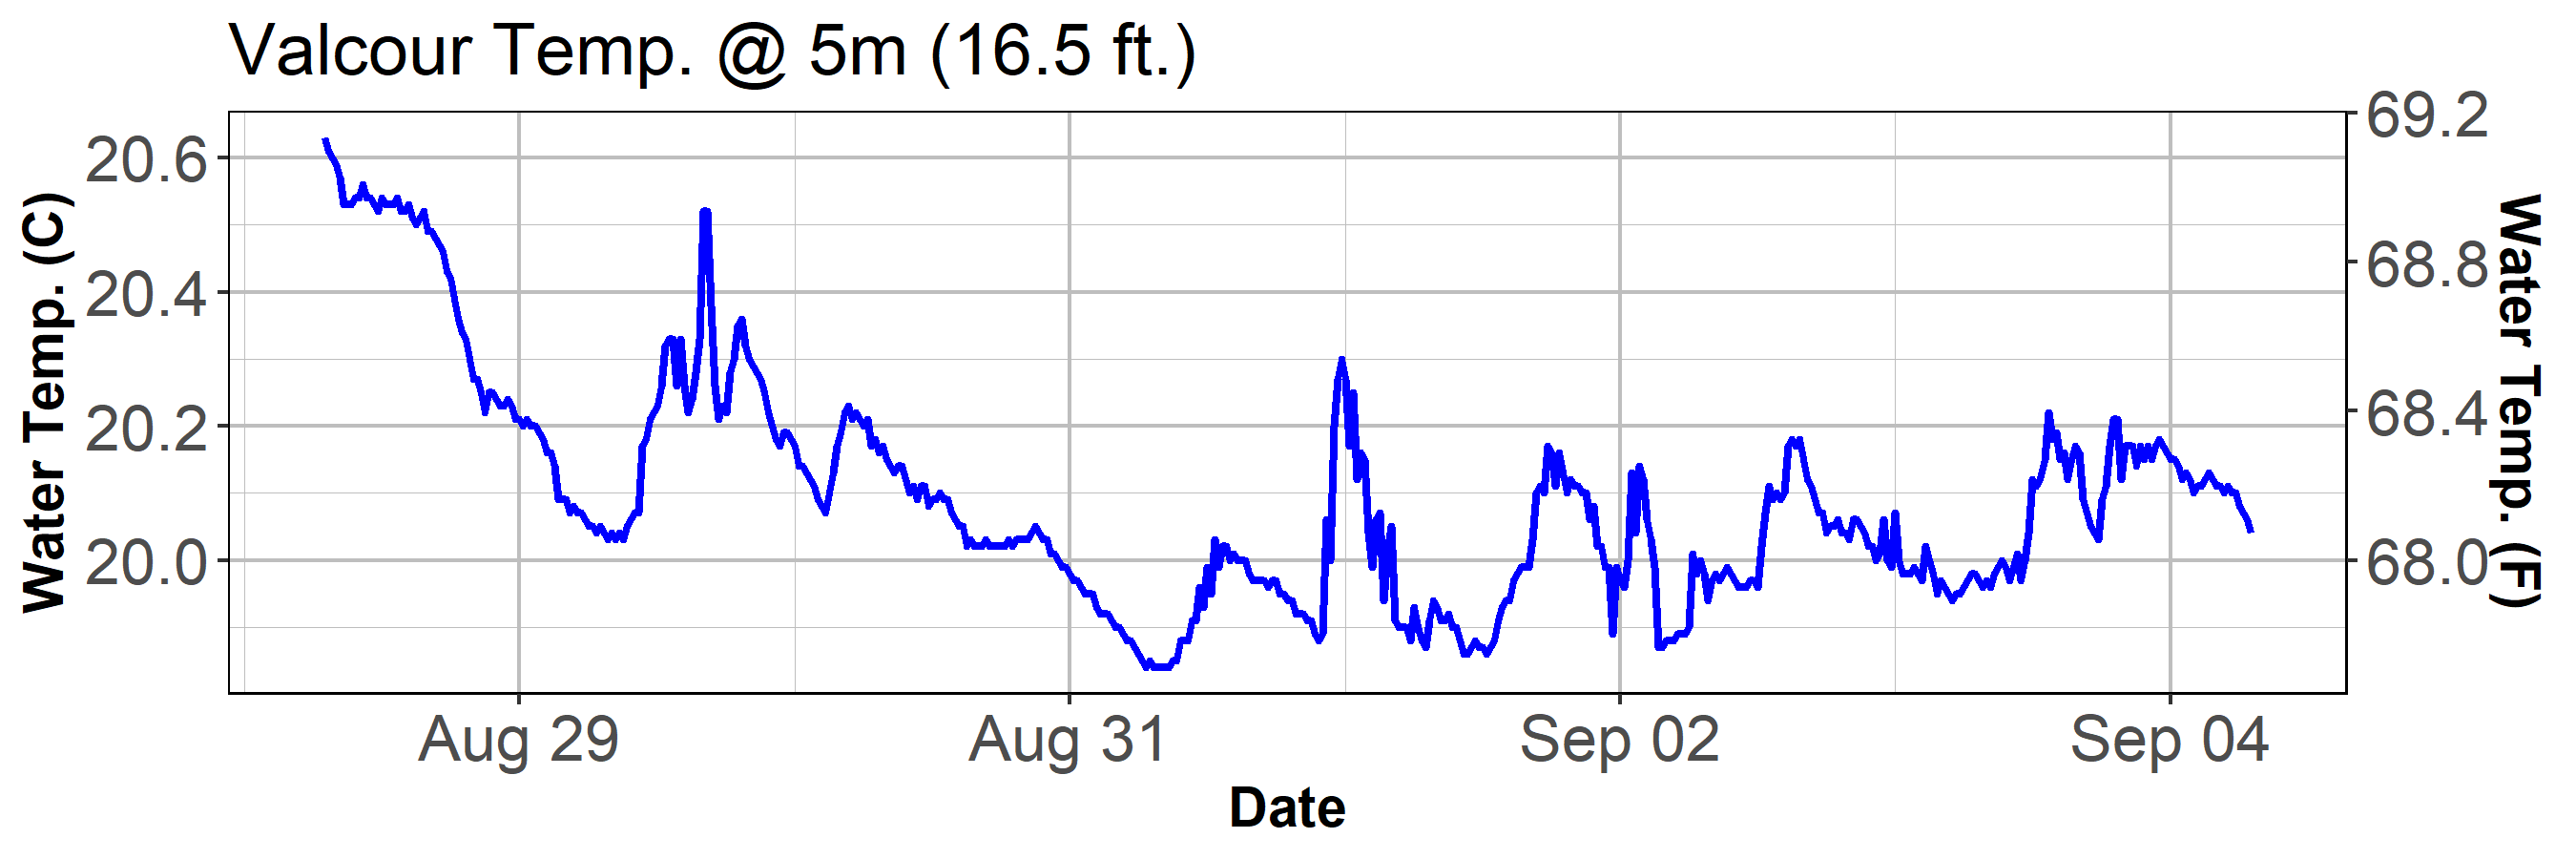 Valcour Temp. @ 5m (16.5 ft.)
Water Temp. (C)
20.6
20.4
20.2
20.0
69.2
68.8
68.4
68.0
Water Temp. (F)
Aug 29 Aug 31 Sep 02 Sep 04
Date